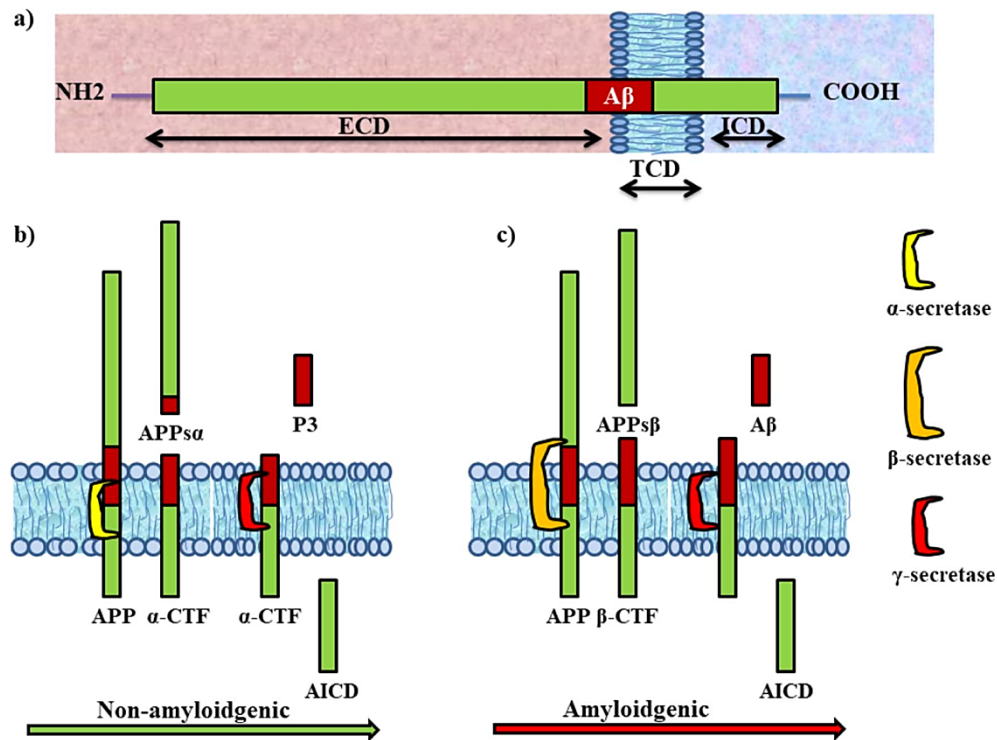 a)
NH2
Aβ
COOH
ECD
ICD
TCD
b)
APPsα
P3
APP α-CTF α-CTF
AICD
Non-amyloidgenic
c)
APPsβ
Aβ
APP β-CTF
AICD
Amyloidgenic
α-secretase
β-secretase
γ-secretase